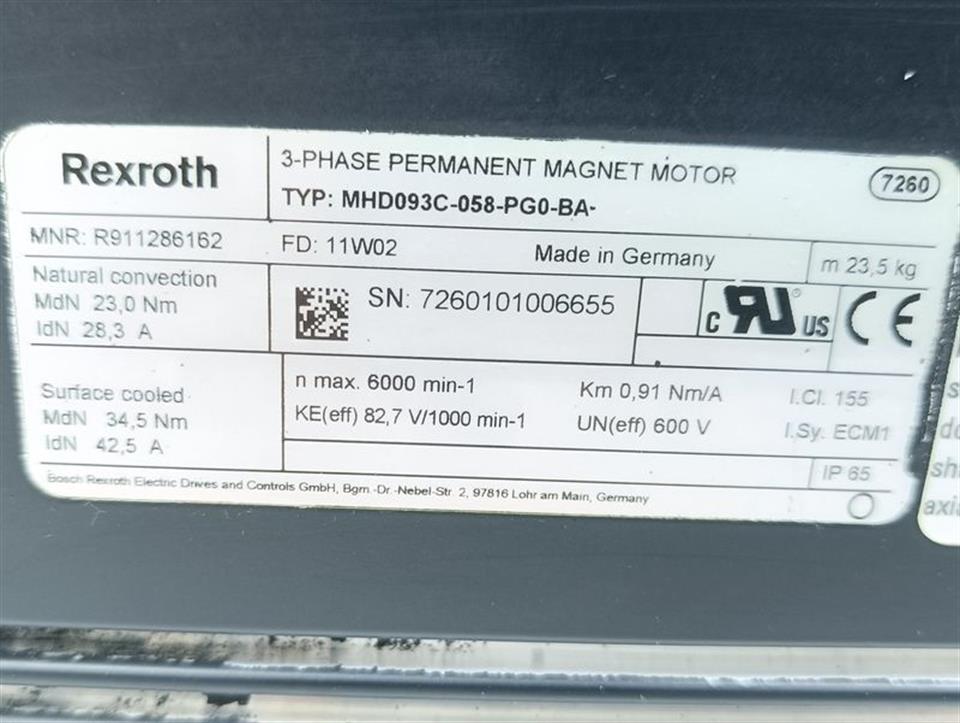 Rexroth
3-PHASE PERMANENT MAGNET MOTOR
7260
TYP: MHD093C-058-PG0-BA-
MNR: R911286162
FD: 11W02
Made in Germany
m 23,5 kg
Natural convection
MdN 23,0 Nm
IdN 28,3 A
SN: 7260101006655
c RU US
CE
Surface cooled
MdN 34,5 Nm
IdN 42,5 A
n max. 6000 min-1
Km 0,91 Nm/A
I.Cl. 155
KE(eff) 82,7 V/1000 min-1
UN(eff) 600 V
I.Sy. ECM1
IP 65
Bosch Rexroth Electric Drives and Controls GmbH, Bgm.-Dr.-Nebel-Str. 2, 97816 Lohr am Main, Germany